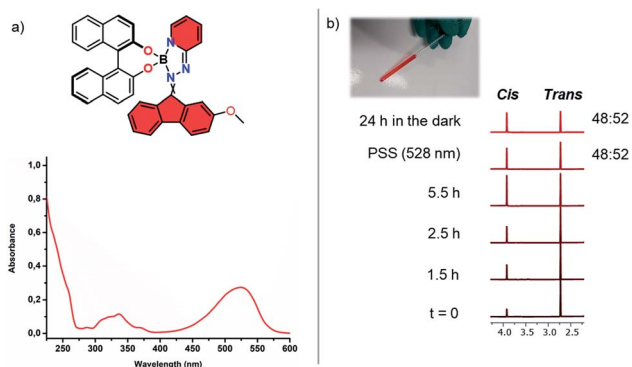 a)
O
O
B
N
N
N
O
1,0
0,8
0,6
0,4
0,2
0,0
Absorbance
250 300 350 400 450 500 550 600
Wavelength (nm)
b)
Cis Trans
24 h in the dark 48:52
PSS (528 nm) 48:52
5.5 h
2.5 h
1.5 h
t = 0
4.0 3.5 3.0 2.5